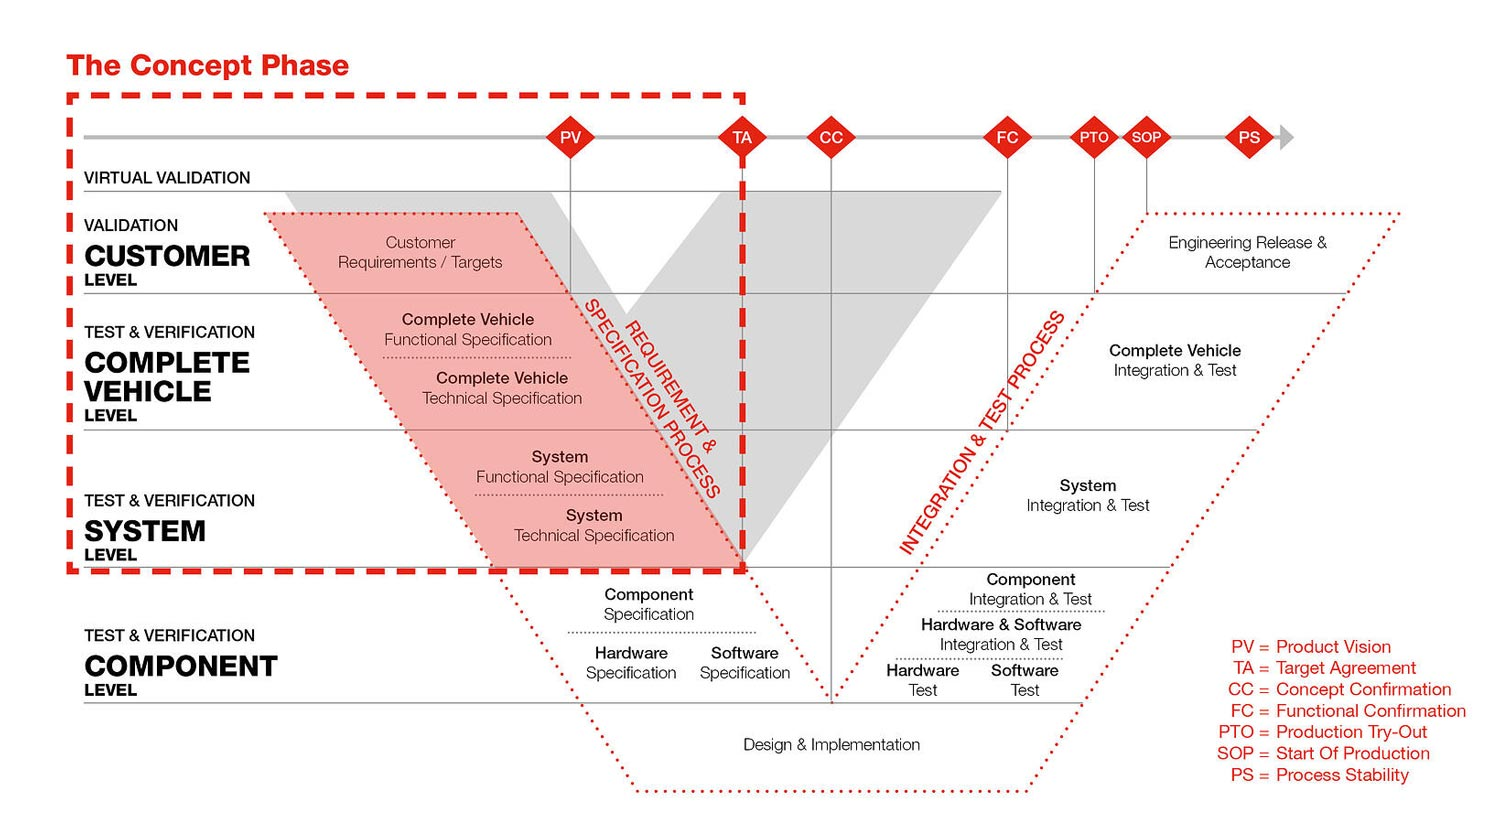 The Concept Phase
PV
TA
CC
FC
PTO
SOP
PS
VIRTUAL VALIDATION
VALIDATION
CUSTOMER
LEVEL
Customer
Requirements / Targets
Engineering Release &
Acceptance
TEST & VERIFICATION
COMPLETE
VEHICLE
LEVEL
Complete Vehicle
Functional Specification
Complete Vehicle
Technical Specification
REQUIREMENT &
SPECIFICATION PROCESS
INTEGRATION & TEST PROCESS
Complete Vehicle
Integration & Test
TEST & VERIFICATION
SYSTEM
LEVEL
System
Functional Specification
System
Technical Specification
System
Integration & Test
TEST & VERIFICATION
COMPONENT
LEVEL
Component
Specification
Hardware
Specification
Software
Specification
Component
Integration & Test
Hardware & Software
Integration & Test
Hardware
Test
Software
Test
Design & Implementation
PV = Product Vision
TA = Target Agreement
CC = Concept Confirmation
FC = Functional Confirmation
PTO = Production Try-Out
SOP = Start Of Production
PS = Process Stability